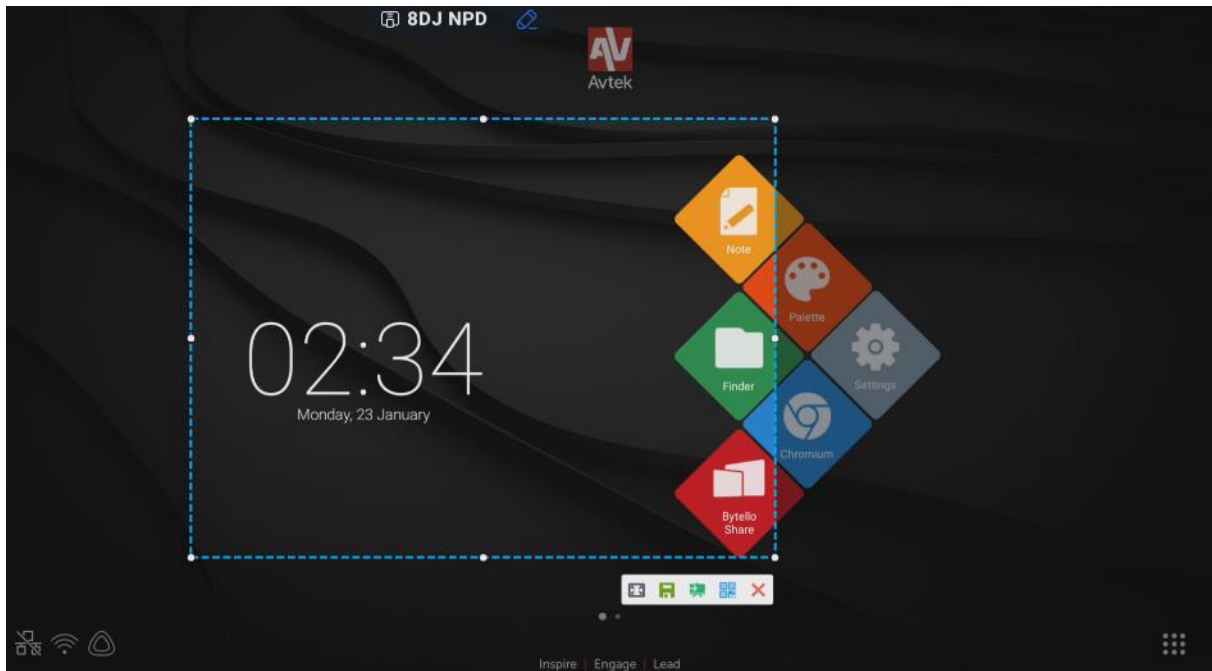 8DJ NPD
AV
Avtek
Note
Palette
Finder
Settings
02:34
Monday, 23 January
Chromium
Bytello
Share
Inspire | Engage | Lead